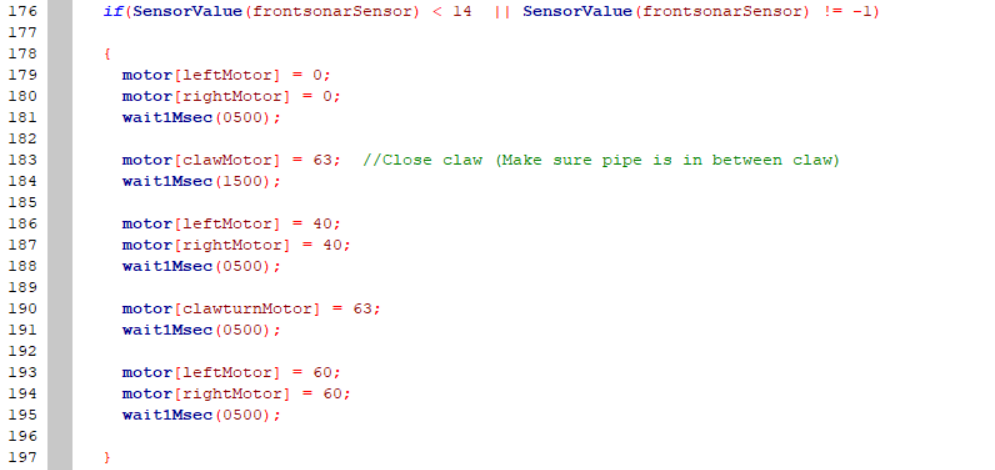 176 if(SensorValue(frontsonarSensor) < 14  || SensorValue(frontsonarSensor) != -1)
177
178 {
179 motor[leftMotor] = 0;
180 motor[rightMotor] = 0;
181 wait1Msec(0500);
182
183 motor[clawMotor] = 63;  //Close claw (Make sure pipe is in between claw)
184 wait1Msec(1500);
185
186 motor[leftMotor] = 40;
187 motor[rightMotor] = 40;
188 wait1Msec(0500);
189
190 motor[clawturnMotor] = 63;
191 wait1Msec(0500);
192
193 motor[leftMotor] = 60;
194 motor[rightMotor] = 60;
195 wait1Msec(0500);
196
197 }